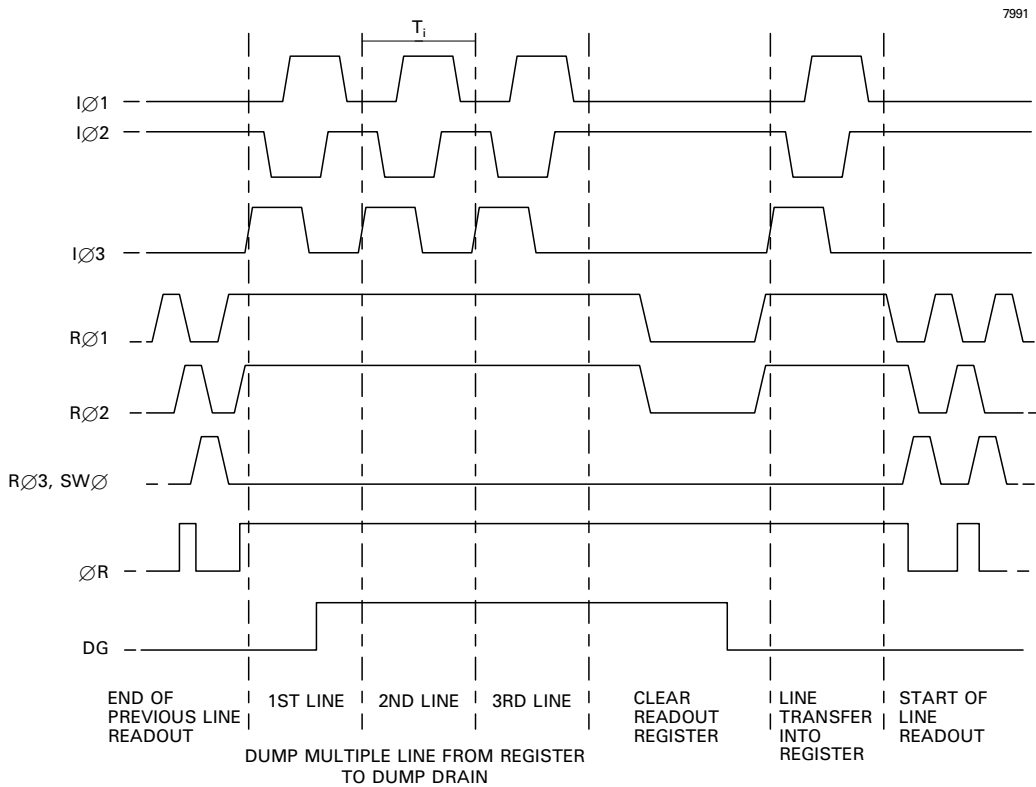 7991
Ti
I∅1
I∅2
I∅3
R∅1
R∅2
R∅3, SW∅
∅R
DG
END OF
PREVIOUS LINE
READOUT
1ST LINE
2ND LINE
3RD LINE
DUMP MULTIPLE LINE FROM REGISTER
TO DUMP DRAIN
CLEAR
READOUT
REGISTER
LINE
TRANSFER
INTO
REGISTER
START OF
LINE
READOUT